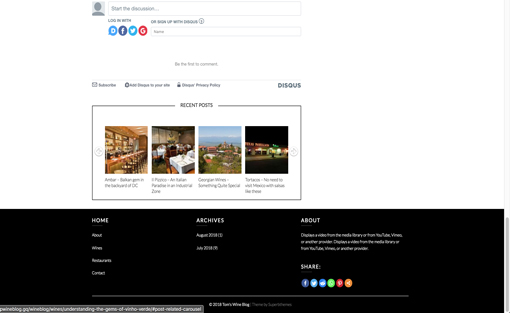 Start the discussion...
LOG IN WITH
OR SIGN UP WITH DISQUS ?
Name
Be the first to comment.
Subscribe
Add Disqus to your site
Disqus' Privacy Policy
DISQUS
RECENT POSTS
Ambar – Balkan gem in
the backyard of DC
Il Pizzico – An Italian
Paradise in an Industrial
Zone
Georgian Wines –
Something Quite Special
Tortacos – No need to
visit Mexico with salsas
like these
HOME
About
Wines
Restaurants
Contact
ARCHIVES
August 2018 (1)
July 2018 (9)
ABOUT
Displays a video from the media library or from YouTube, Vimeo,
or another provider. Displays a video from the media library or
from YouTube, Vimeo, or another provider.
SHARE:
© 2018 Tom's Wine Blog | Theme by Superbthemes
pwineblog.gq/wineblog/wines/understanding-the-gems-of-vinho-verde/#post-related-carousel